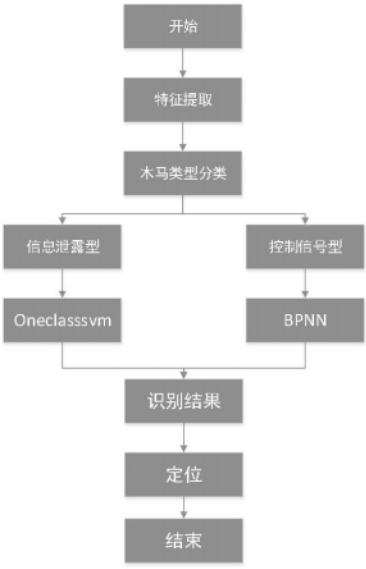 开始
特征提取
木马类型分类
信息泄露型
控制信号型
Oneclasssvm
BPNN
识别结果
定位
结束